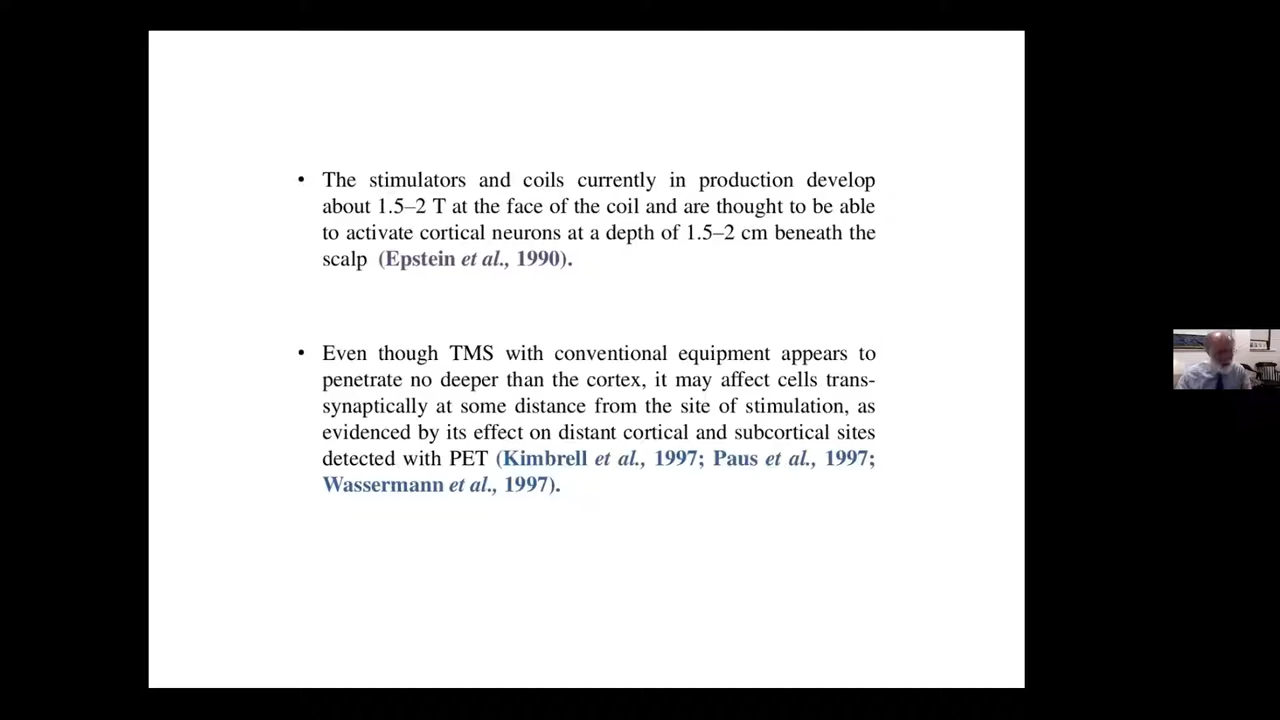 • The stimulators and coils currently in production develop
about 1.5–2 T at the face of the coil and are thought to be able
to activate cortical neurons at a depth of 1.5–2 cm beneath the
scalp (Epstein et al., 1990).
• Even though TMS with conventional equipment appears to
penetrate no deeper than the cortex, it may affect cells trans-
synaptically at some distance from the site of stimulation, as
evidenced by its effect on distant cortical and subcortical sites
detected with PET (Kimbrell et al., 1997; Paus et al., 1997;
Wassermann et al., 1997).